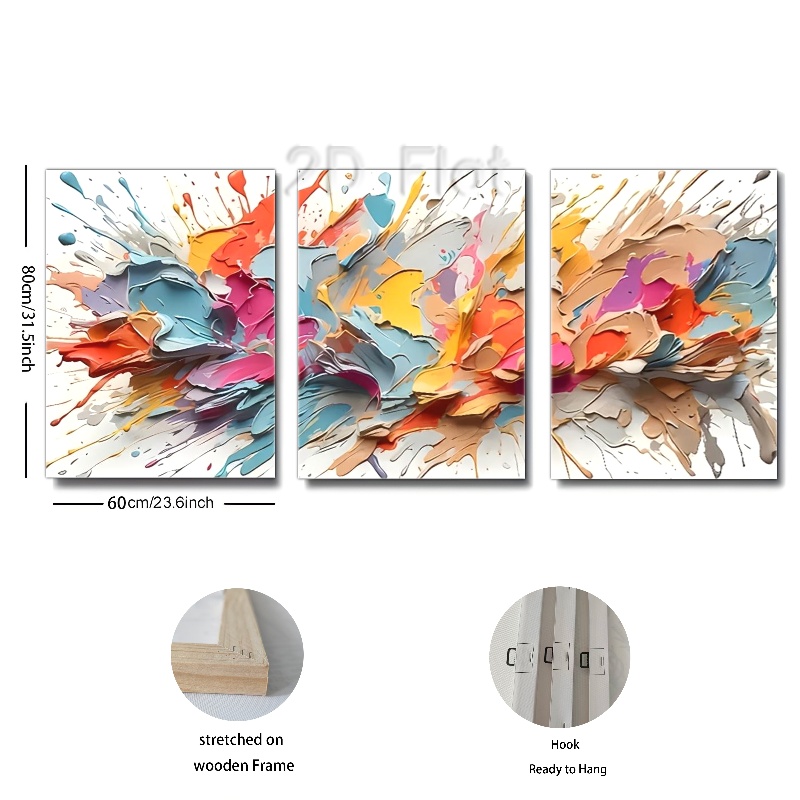 2D Flat
80cm/31.5inch
60cm/23.6inch
stretched on
wooden Frame
Hook
Ready to Hang